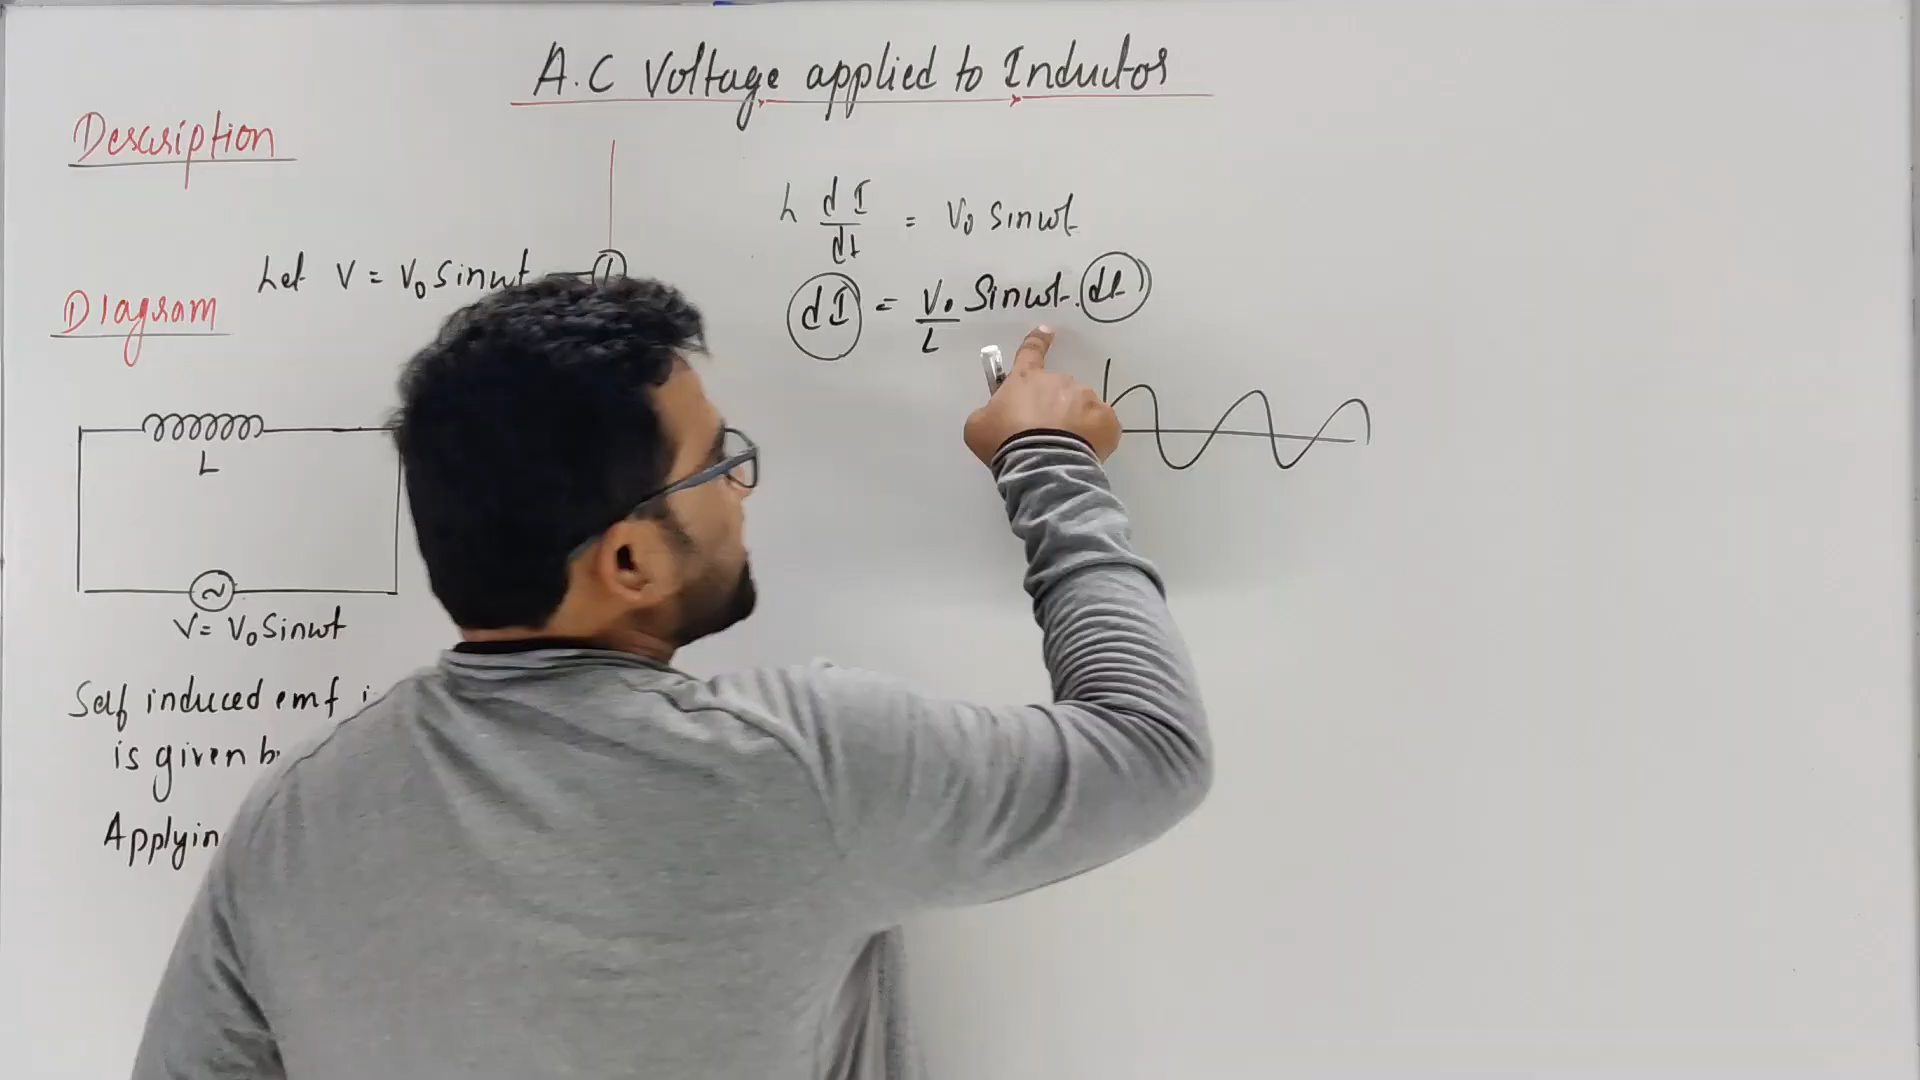 A.C Voltage applied to Inductor
Description
Let V = V₀ Sinωt
Diagram
L
V = V₀ Sinωt
Self induced emf
is given
Applyin
L dI/dt = V₀ Sinωt
dI = V₀/L Sinωt . dt